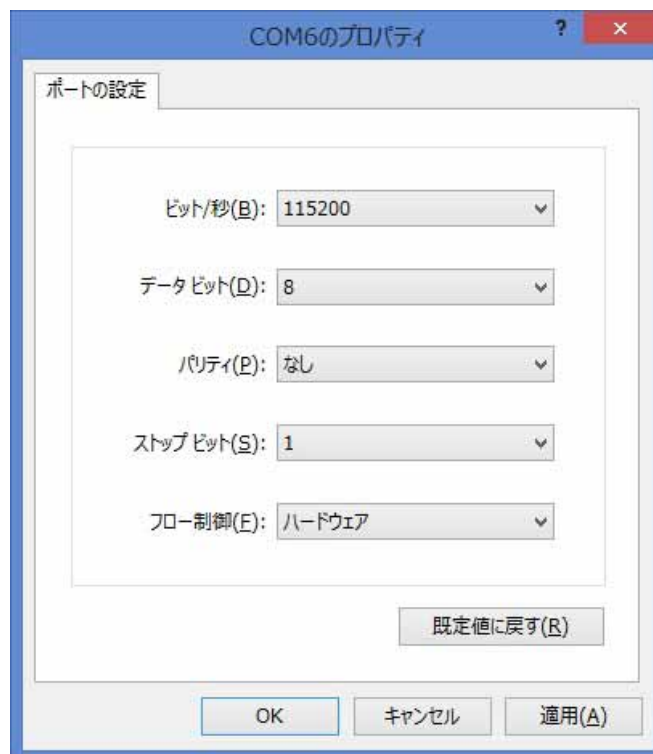 COM6のプロパティ
?
×
ポートの設定
ビット/秒(B): 115200
データ ビット(D): 8
パリティ(P): なし
ストップ ビット(S): 1
フロー制御(F): ハードウェア
既定値に戻す(R)
OK キャンセル 適用(A)